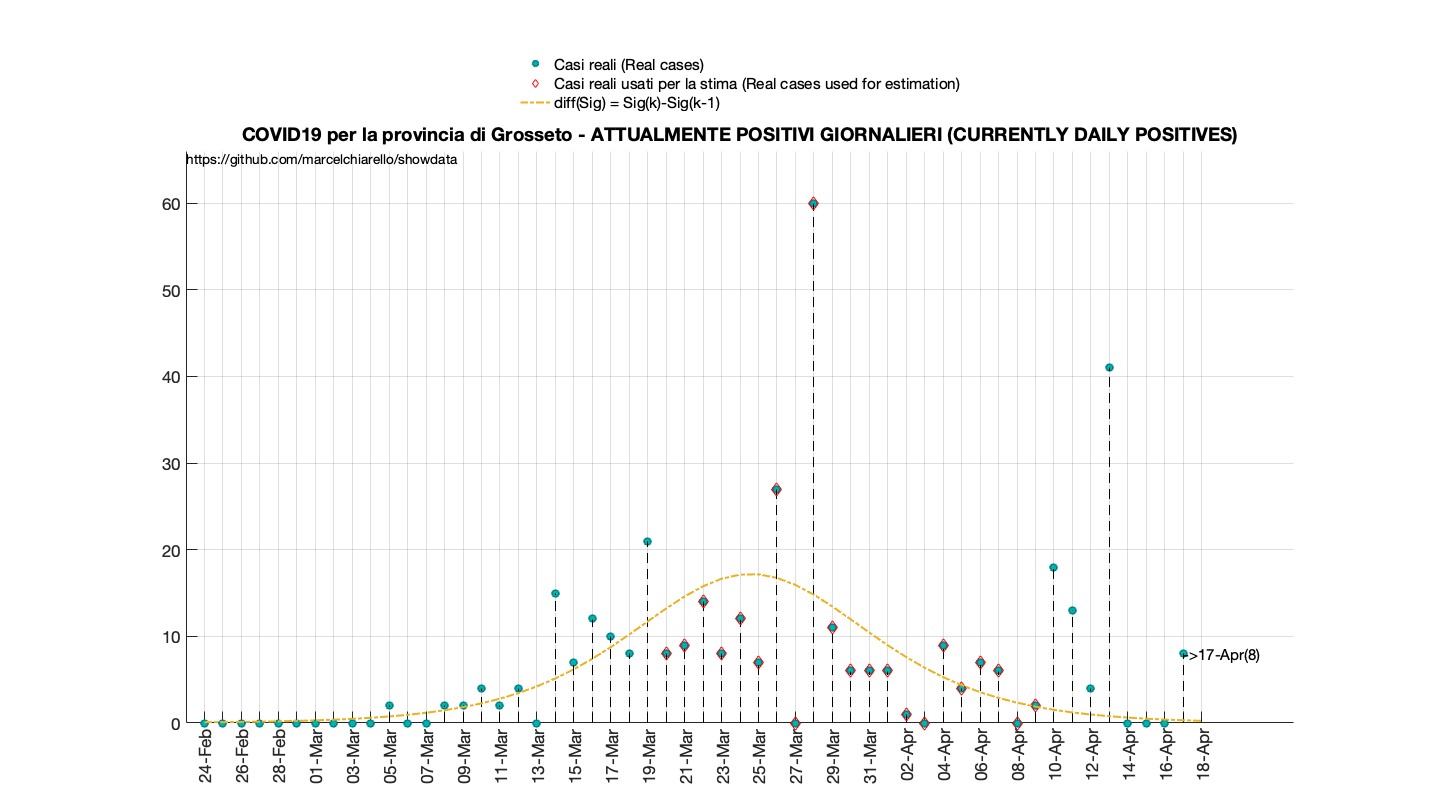 Casi reali (Real cases)
Casi reali usati per la stima (Real cases used for estimation)
diff(Sig) = Sig(k)-Sig(k-1)
COVID19 per la provincia di Grosseto - ATTUALMENTE POSITIVI GIORNALIERI (CURRENTLY DAILY POSITIVES)
https://github.com/marcelchiarello/showdata
60
50
40
30
20
10
0
->17-Apr(8)
24-Feb
26-Feb
28-Feb
01-Mar
03-Mar
05-Mar
07-Mar
09-Mar
11-Mar
13-Mar
15-Mar
17-Mar
19-Mar
21-Mar
23-Mar
25-Mar
27-Mar
29-Mar
31-Mar
02-Apr
04-Apr
06-Apr
08-Apr
10-Apr
12-Apr
14-Apr
16-Apr
18-Apr